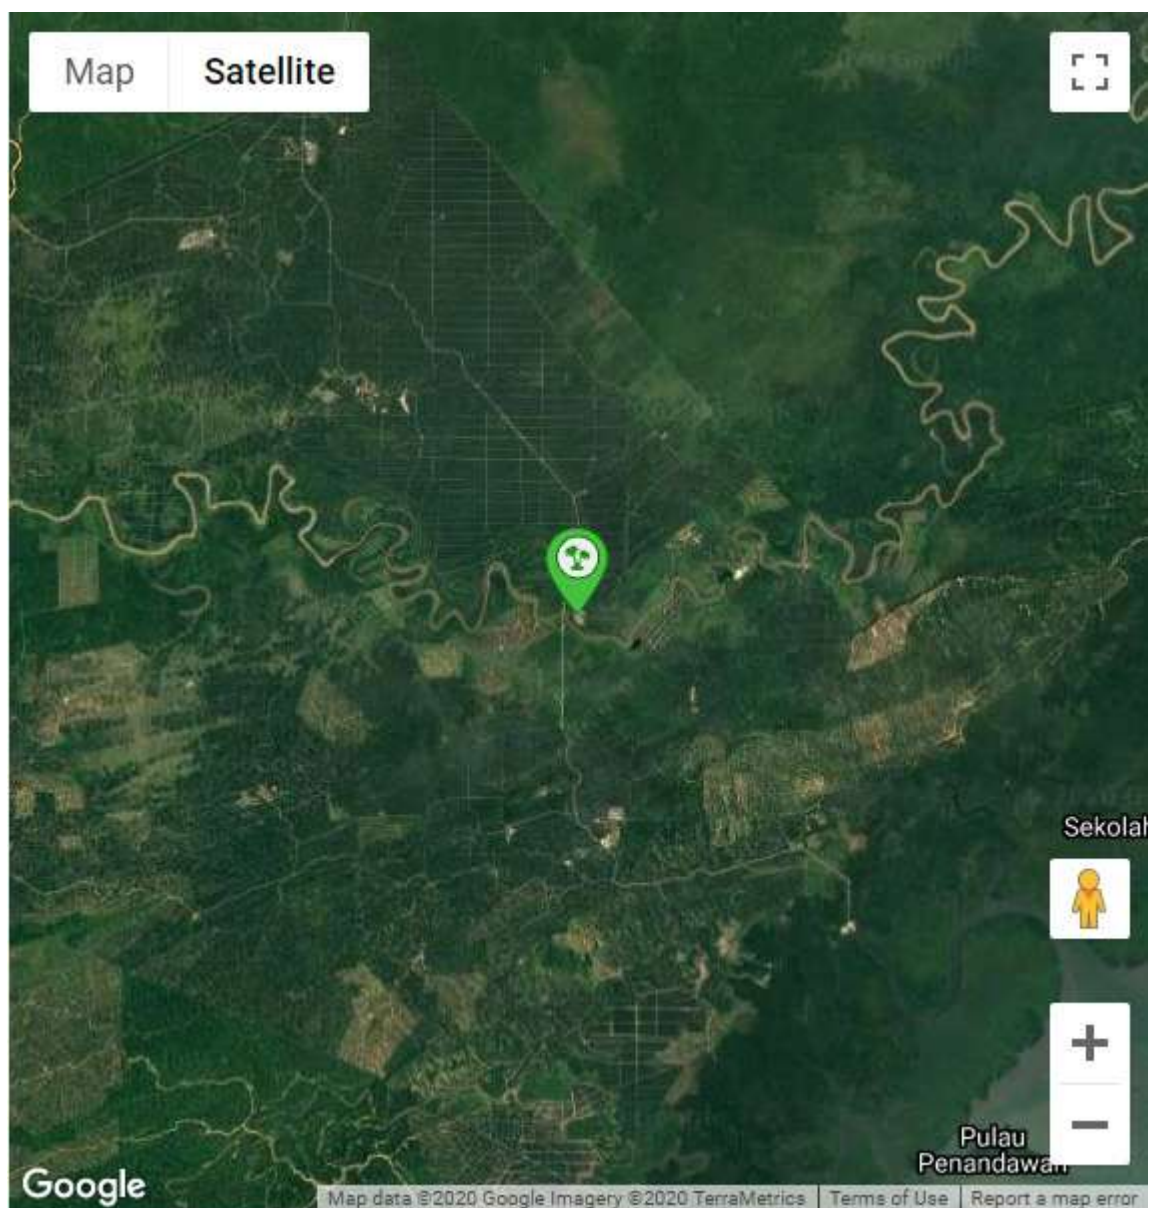 Map Satellite
Sekolah
Pulau
Penandawan
Google
Map data ©2020 Google Imagery ©2020 TerraMetrics Terms of Use Report a map error